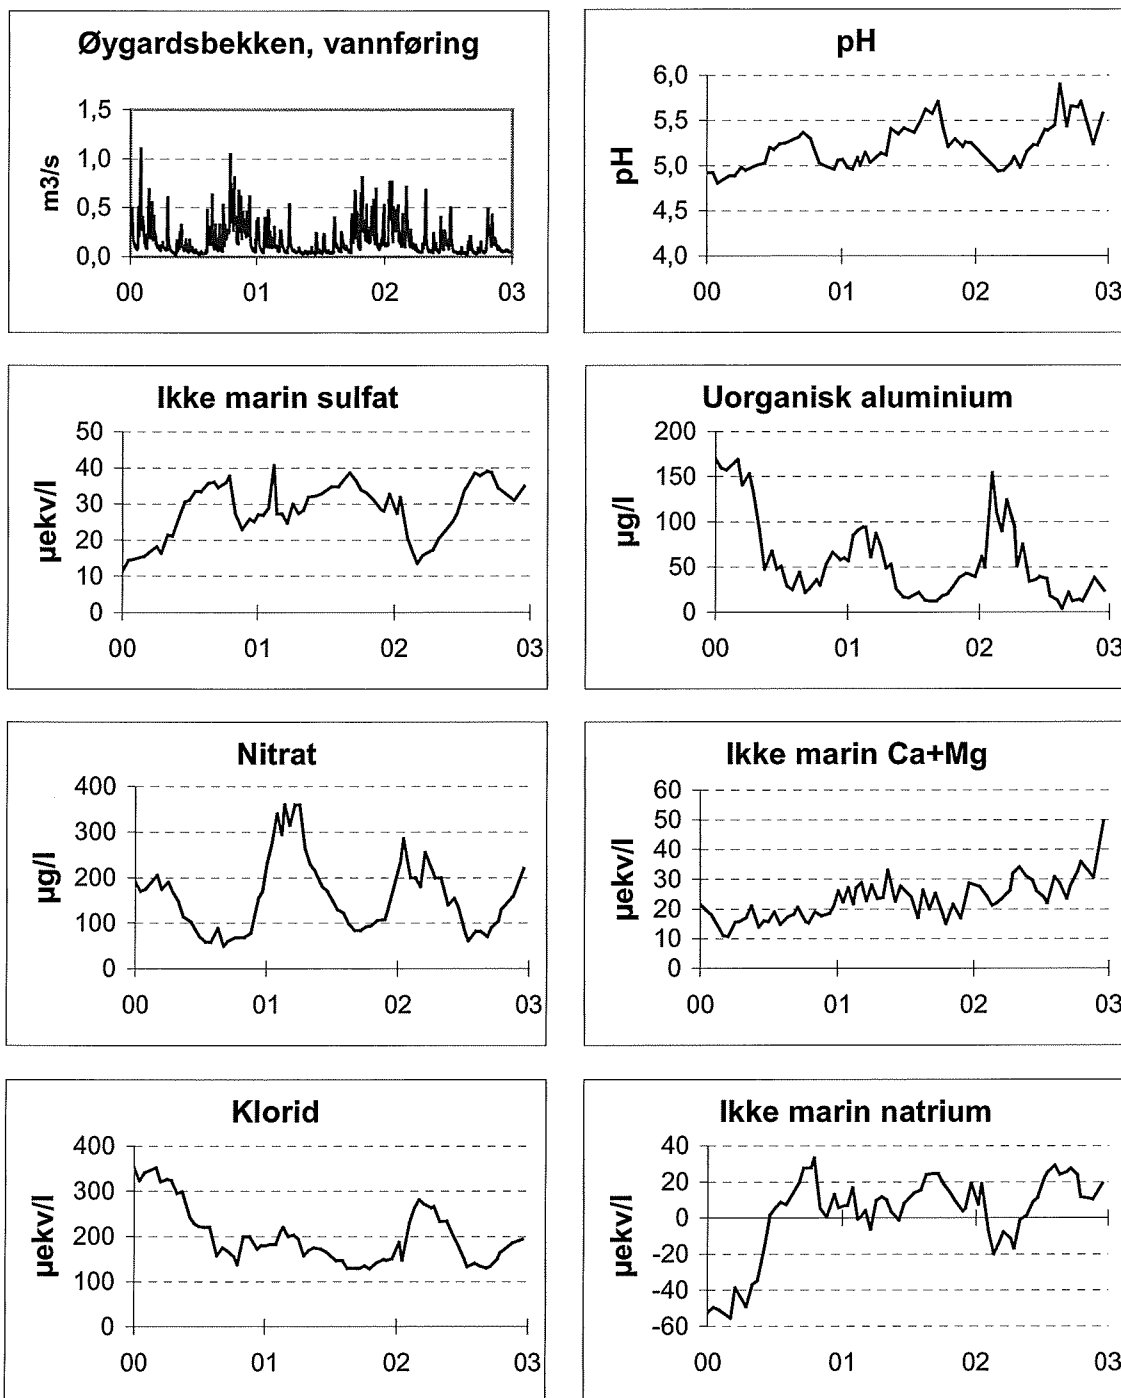 Øygardsbekken, vannføring
m3/s
1,5
1,0
0,5
0,0
00 01 02 03
pH
pH
6,0
5,5
5,0
4,5
4,0
00 01 02 03
Ikke marin sulfat
µekv/l
50
40
30
20
10
0
00 01 02 03
Uorganisk aluminium
µg/l
200
150
100
50
0
00 01 02 03
Nitrat
µg/l
400
300
200
100
0
00 01 02 03
Ikke marin Ca+Mg
µekv/l
60
50
40
30
20
10
0
00 01 02 03
Klorid
µekv/l
400
300
200
100
0
00 01 02 03
Ikke marin natrium
µekv/l
40
20
0
-20
-40
-60
00 01 02 03